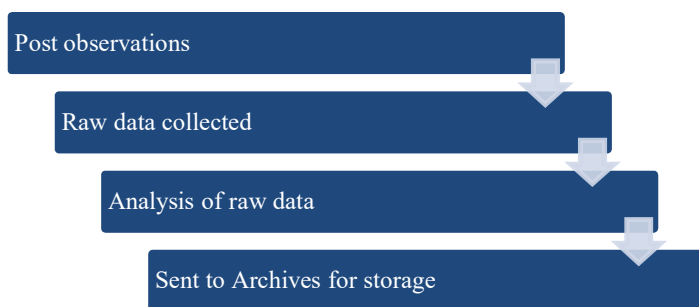 Post observations
Raw data collected
Analysis of raw data
Sent to Archives for storage